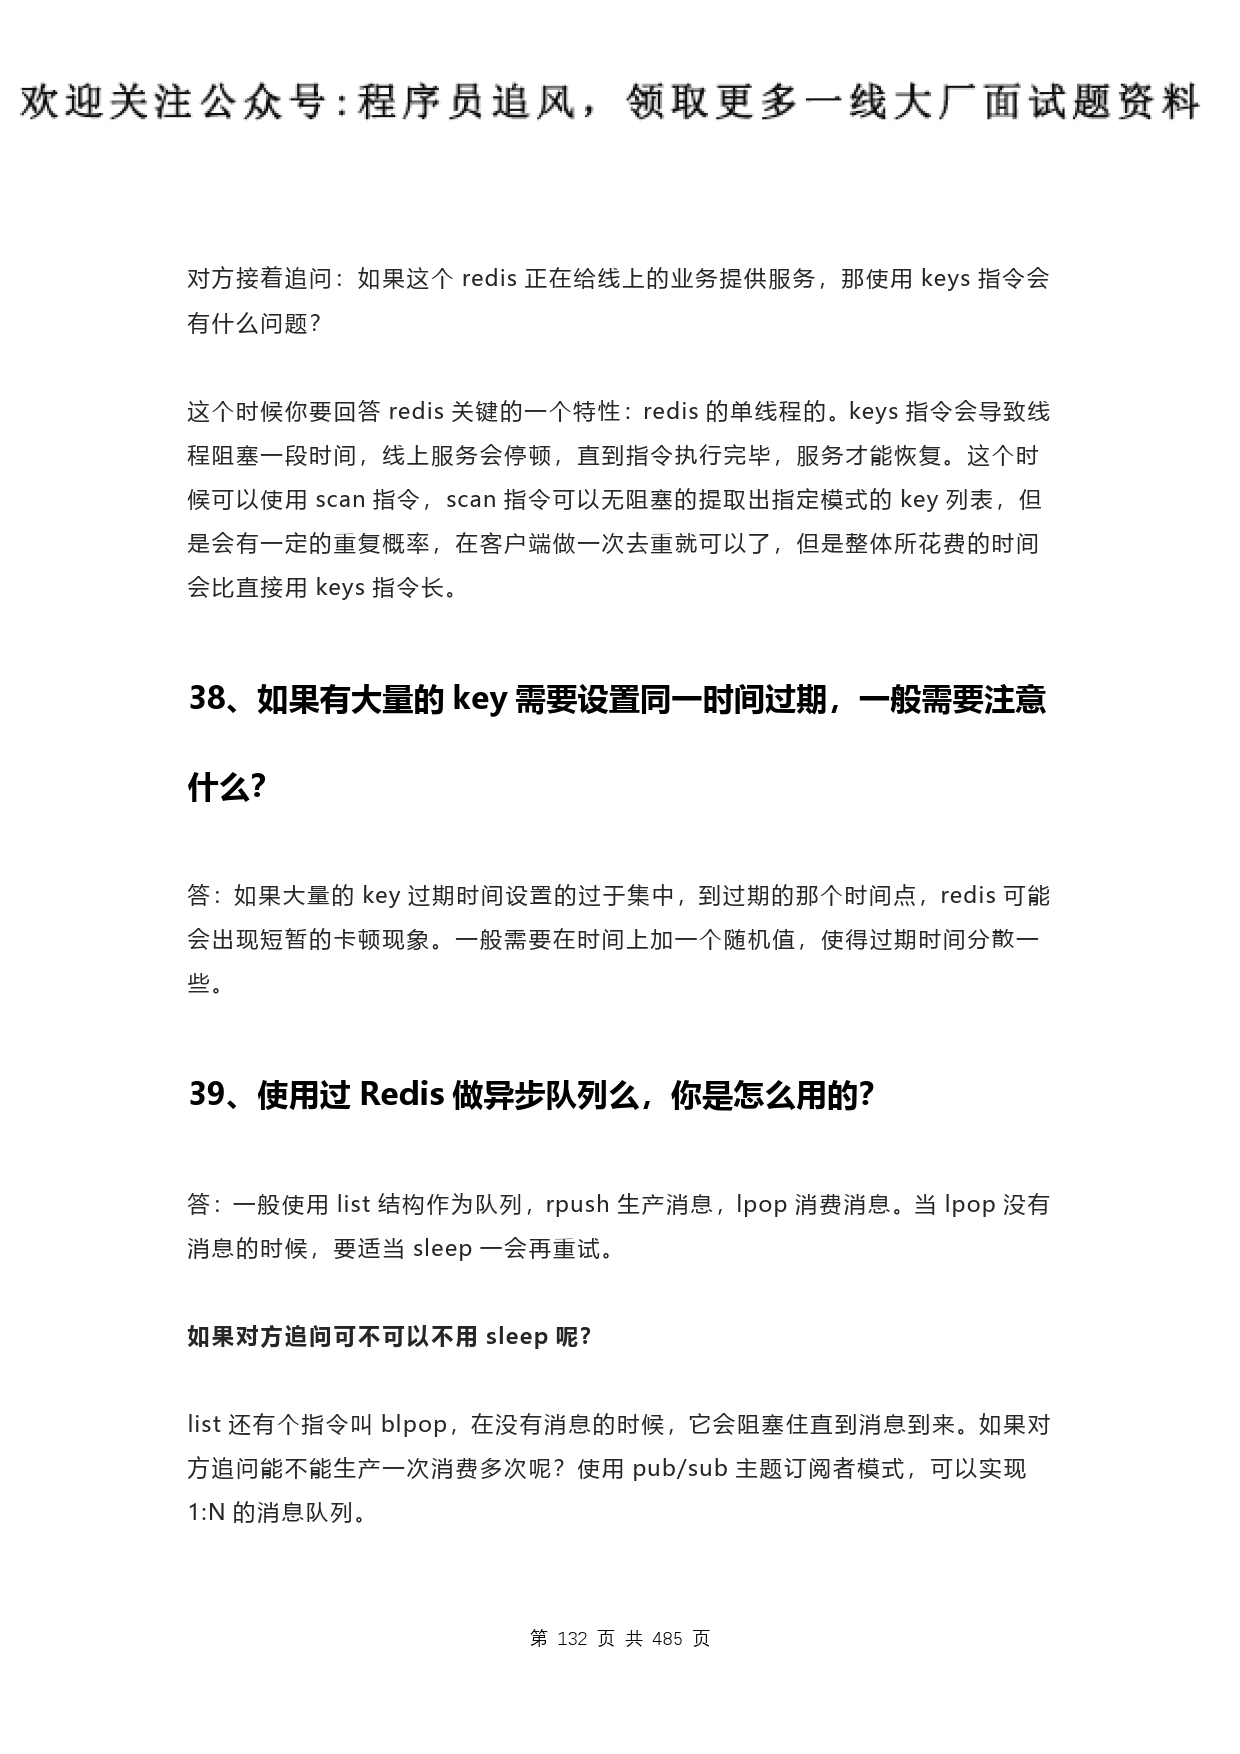 欢迎关注公众号:程序员追风，领取更多一线大厂面试题资料
对方接着追问：如果这个 redis 正在给线上的业务提供服务，那使用 keys 指令会
有什么问题？
这个时候你要回答 redis 关键的一个特性：redis 的单线程的。keys 指令会导致线
程阻塞一段时间，线上服务会停顿，直到指令执行完毕，服务才能恢复。这个时
候可以使用 scan 指令，scan 指令可以无阻塞的提取出指定模式的 key 列表，但
是会有一定的重复概率，在客户端做一次去重就可以了，但是整体所花费的时间
会比直接用 keys 指令长。
38、如果有大量的 key 需要设置同一时间过期，一般需要注意
什么？
答：如果大量的 key 过期时间设置的过于集中，到过期的那个时间点，redis 可能
会出现短暂的卡顿现象。一般需要在时间上加一个随机值，使得过期时间分散一
些。
39、使用过 Redis 做异步队列么，你是怎么用的？
答：一般使用 list 结构作为队列，rpush 生产消息，lpop 消费消息。当 lpop 没有
消息的时候，要适当 sleep 一会再重试。
如果对方追问可不可以不用 sleep 呢？
list 还有个指令叫 blpop，在没有消息的时候，它会阻塞住直到消息到来。如果对
方追问能不能生产一次消费多次呢？使用 pub/sub 主题订阅者模式，可以实现
1:N 的消息队列。
第 132 页 共 485 页